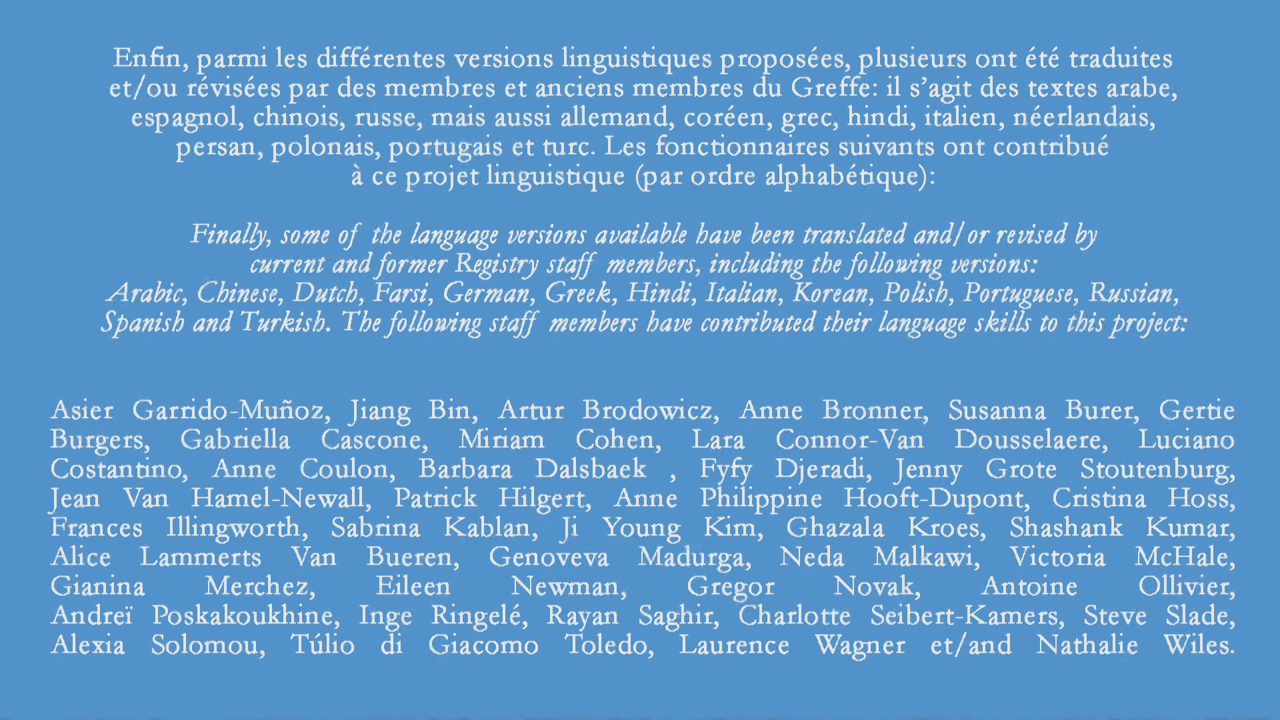 Enfin, parmi les différentes versions linguistiques proposées, plusieurs ont été traduites
et/ou révisées par des membres et anciens membres du Greffe: il s'agit des textes arabe,
espagnol, chinois, russe, mais aussi allemand, coréen, grec, hindi, italien, néerlandais,
persan, polonais, portugais et turc. Les fonctionnaires suivants ont contribué
à ce projet linguistique (par ordre alphabétique):
Finally, some of the language versions available have been translated and/or revised by
current and former Registry staff members, including the following versions:
Arabic, Chinese, Dutch, Farsi, German, Greek, Hindi, Italian, Korean, Polish, Portuguese, Russian,
Spanish and Turkish. The following staff members have contributed their language skills to this project:
Asier Garrido-Muñoz, Jiang Bin, Artur Brodowicz, Anne Bronner, Susanna Burer, Gertie
Burgers, Gabriella Cascone, Miriam Cohen, Lara Connor-Van Dousselaere, Luciano
Costantino, Anne Coulon, Barbara Dalsbaek , Fyfy Djeradi, Jenny Grote Stoutenburg,
Jean Van Hamel-Newall, Patrick Hilgert, Anne Philippine Hooft-Dupont, Cristina Hoss,
Frances Illingworth, Sabrina Kablan, Ji Young Kim, Ghazala Kroes, Shashank Kumar,
Alice Lammerts Van Bueren, Genoveva Madurga, Neda Malkawi, Victoria McHale,
Gianina Merchez, Eileen Newman, Gregor Novak, Antoine Ollivier,
Andreï Poskakoukhine, Inge Ringelé, Rayan Saghir, Charlotte Seibert-Kamers, Steve Slade,
Alexia Solomou, Túlio di Giacomo Toledo, Laurence Wagner et/and Nathalie Wiles.